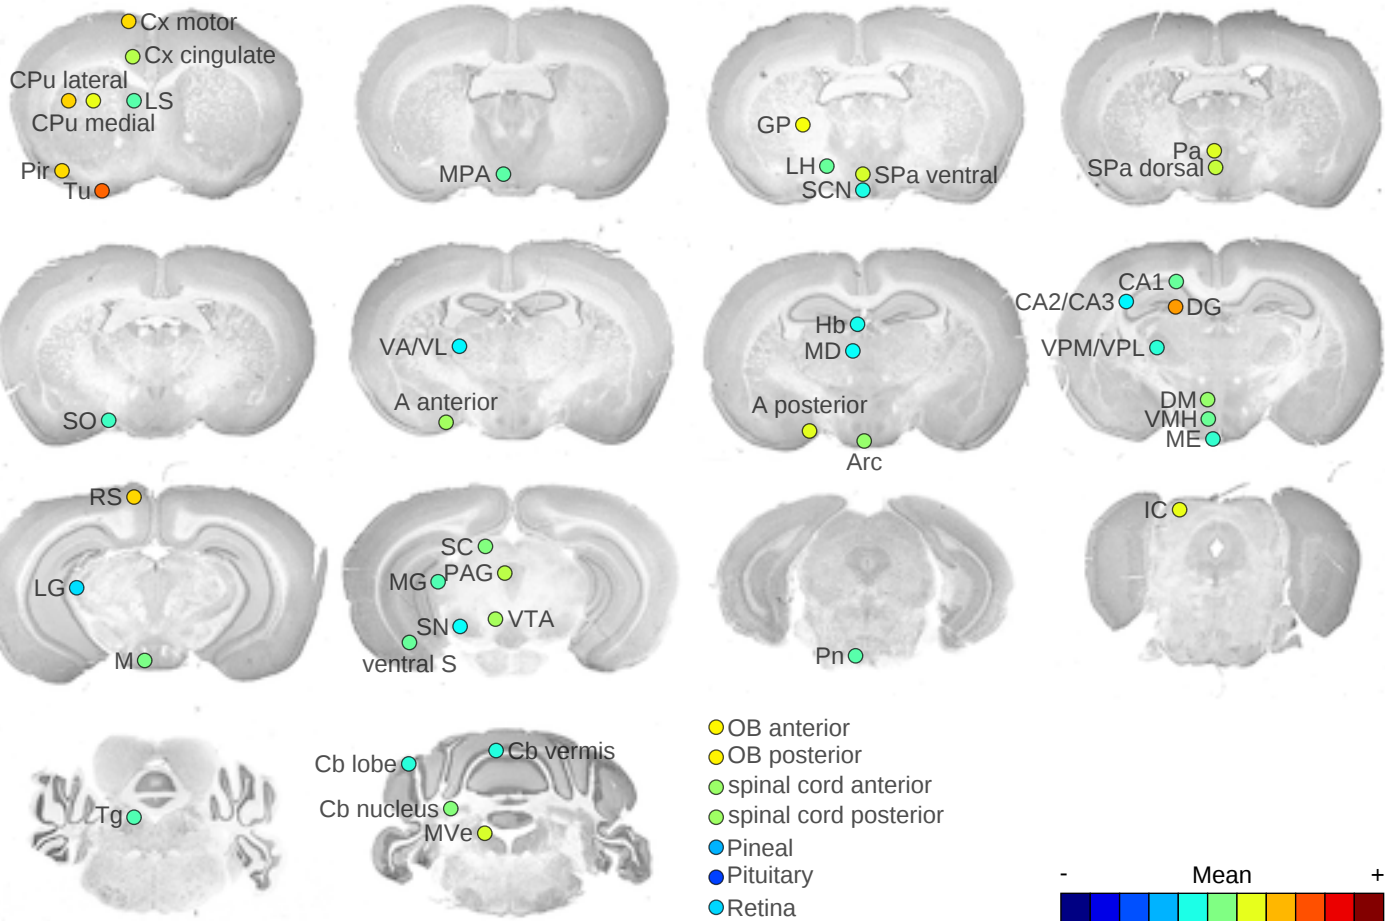 Cx motor
Cx cingulate
CPu lateral
LS
CPu medial
Pir
Tu
MPA
GP
LH
SPa ventral
SCN
Pa
SPa dorsal
SO
VA/VL
A anterior
Hb
MD
A posterior
Arc
CA1
CA2/CA3
DG
VPM/VPL
DM
VMH
ME
RS
LG
M
SC
MG
PAG
SN
VTA
ventral S
Pn
IC
Tg
Cb lobe
Cb vermis
Cb nucleus
MVe
OB anterior
OB posterior
spinal cord anterior
spinal cord posterior
Pineal
Pituitary
Retina
- Mean +